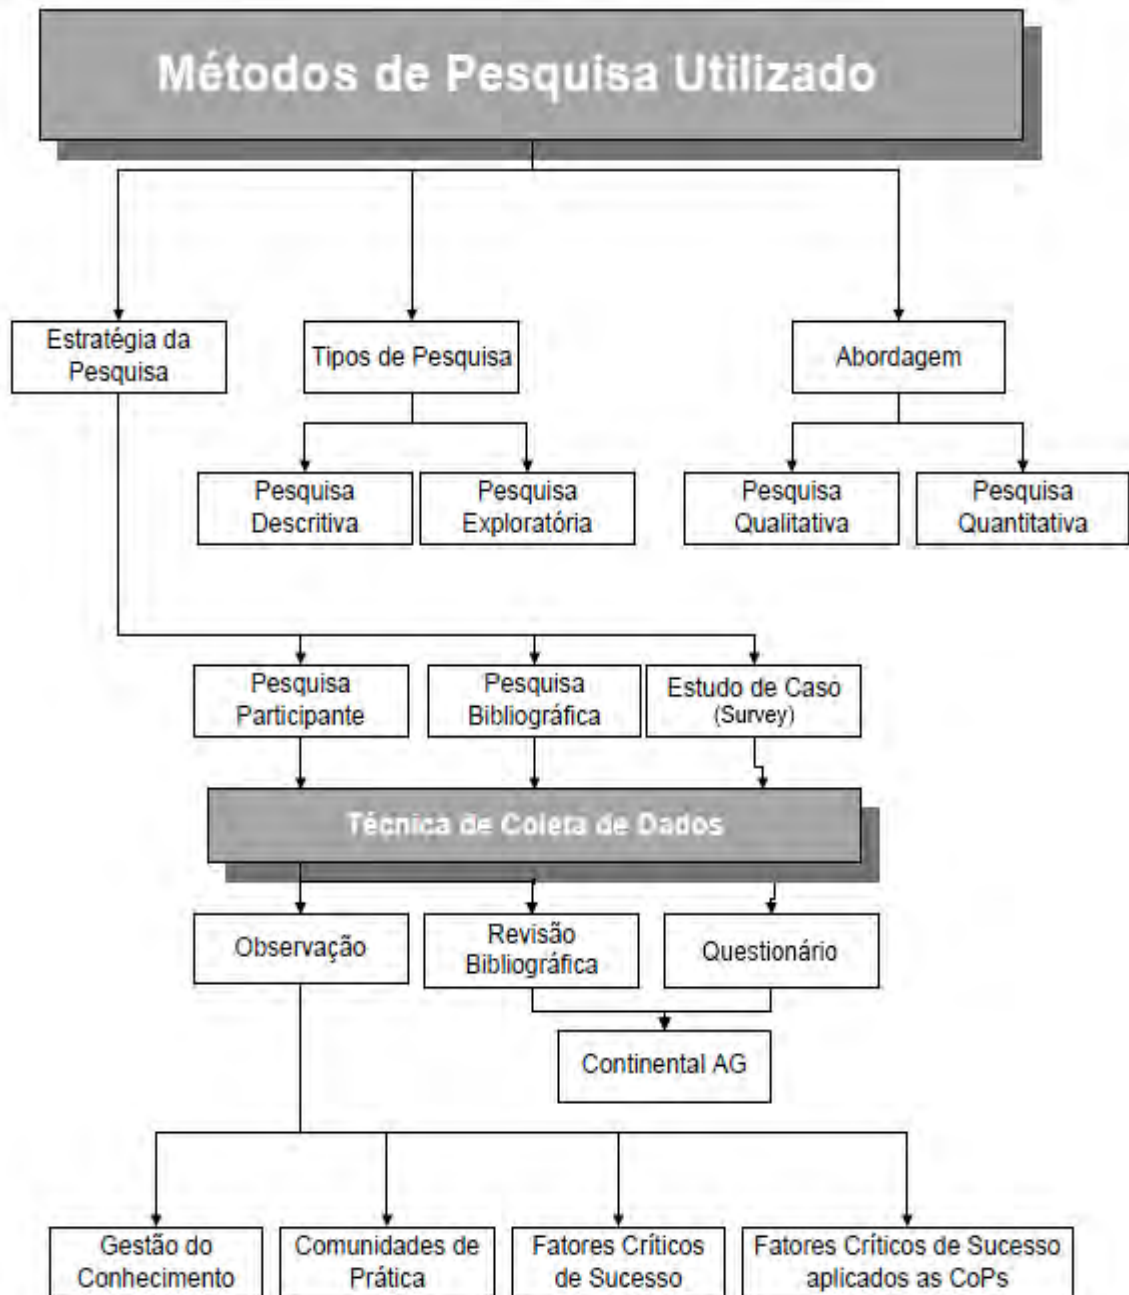 Métodos de Pesquisa Utilizado
Estratégia da
Pesquisa
Tipos de Pesquisa
Abordagem
Pesquisa
Descritiva
Pesquisa
Exploratória
Pesquisa
Qualitativa
Pesquisa
Quantitativa
Pesquisa
Participante
Pesquisa
Bibliográfica
Estudo de Caso
(Survey)
Técnica de Coleta de Dados
Observação
Revisão
Bibliográfica
Questionário
Continental AG
Gestão do
Conhecimento
Comunidades de
Prática
Fatores Críticos
de Sucesso
Fatores Críticos de Sucesso
aplicados as CoPs